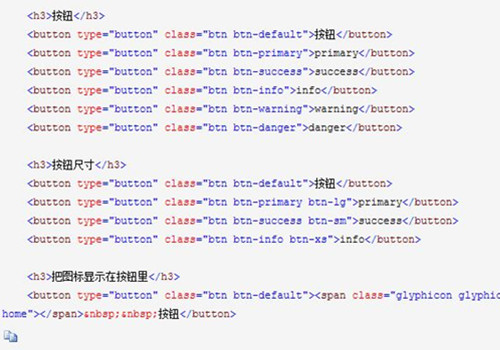 <h3>按钮</h3>
<button type="button" class="btn btn-default">按钮</button>
<button type="button" class="btn btn-primary">primary</button>
<button type="button" class="btn btn-success">success</button>
<button type="button" class="btn btn-info">info</button>
<button type="button" class="btn btn-warning">warning</button>
<button type="button" class="btn btn-danger">danger</button>
<h3>按钮尺寸</h3>
<button type="button" class="btn btn-default">按钮</button>
<button type="button" class="btn btn-primary btn-lg">primary</button>
<button type="button" class="btn btn-success btn-sm">success</button>
<button type="button" class="btn btn-info btn-xs">info</button>
<h3>把图标显示在按钮里</h3>
<button type="button" class="btn btn-default"><span class="glyphicon glyphic
home"></span>&nbsp;&nbsp;按钮</button>